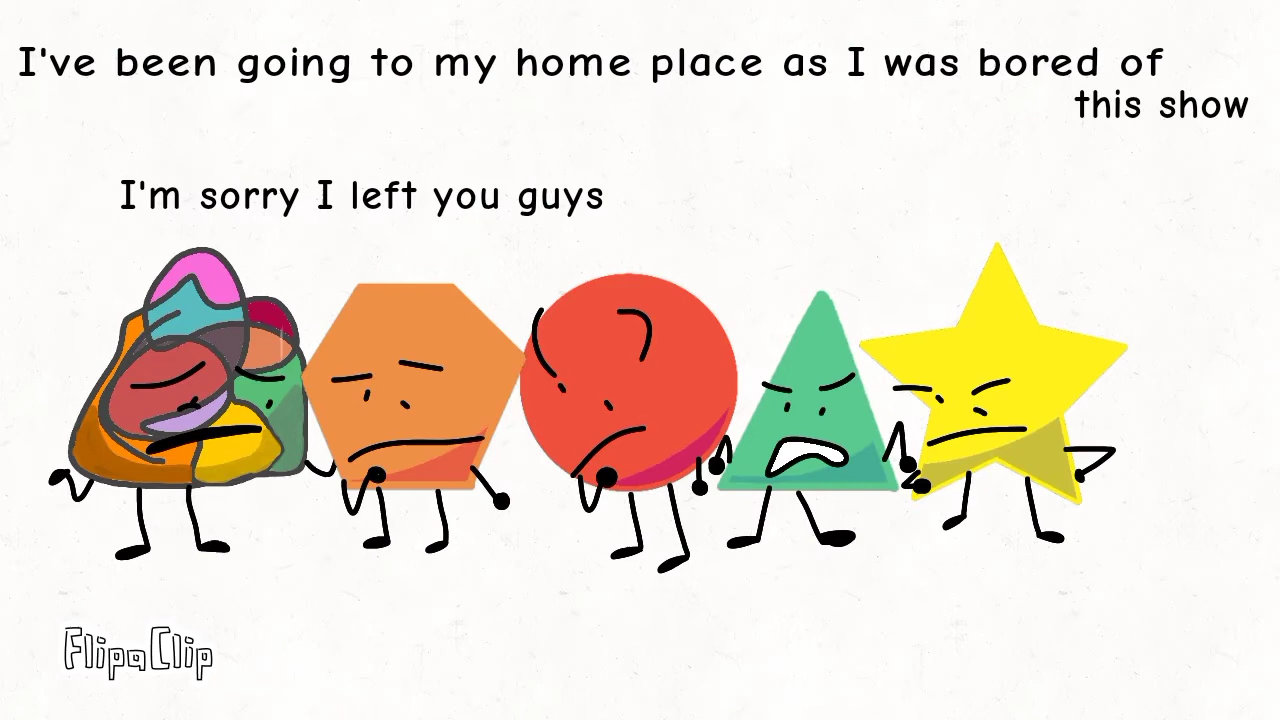 I've been going to my home place as I was bored of
this show
I'm sorry I left you guys
FlipaClip